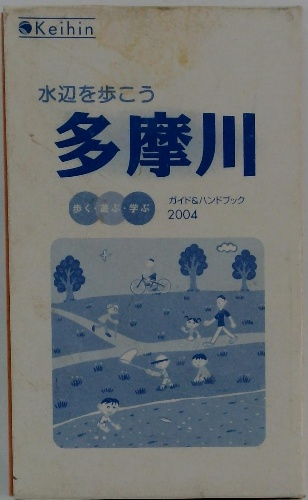 Keihin
水辺を歩こう
多摩川
歩く・遊ぶ・学ぶ
ガイド&ハンドブック
2004